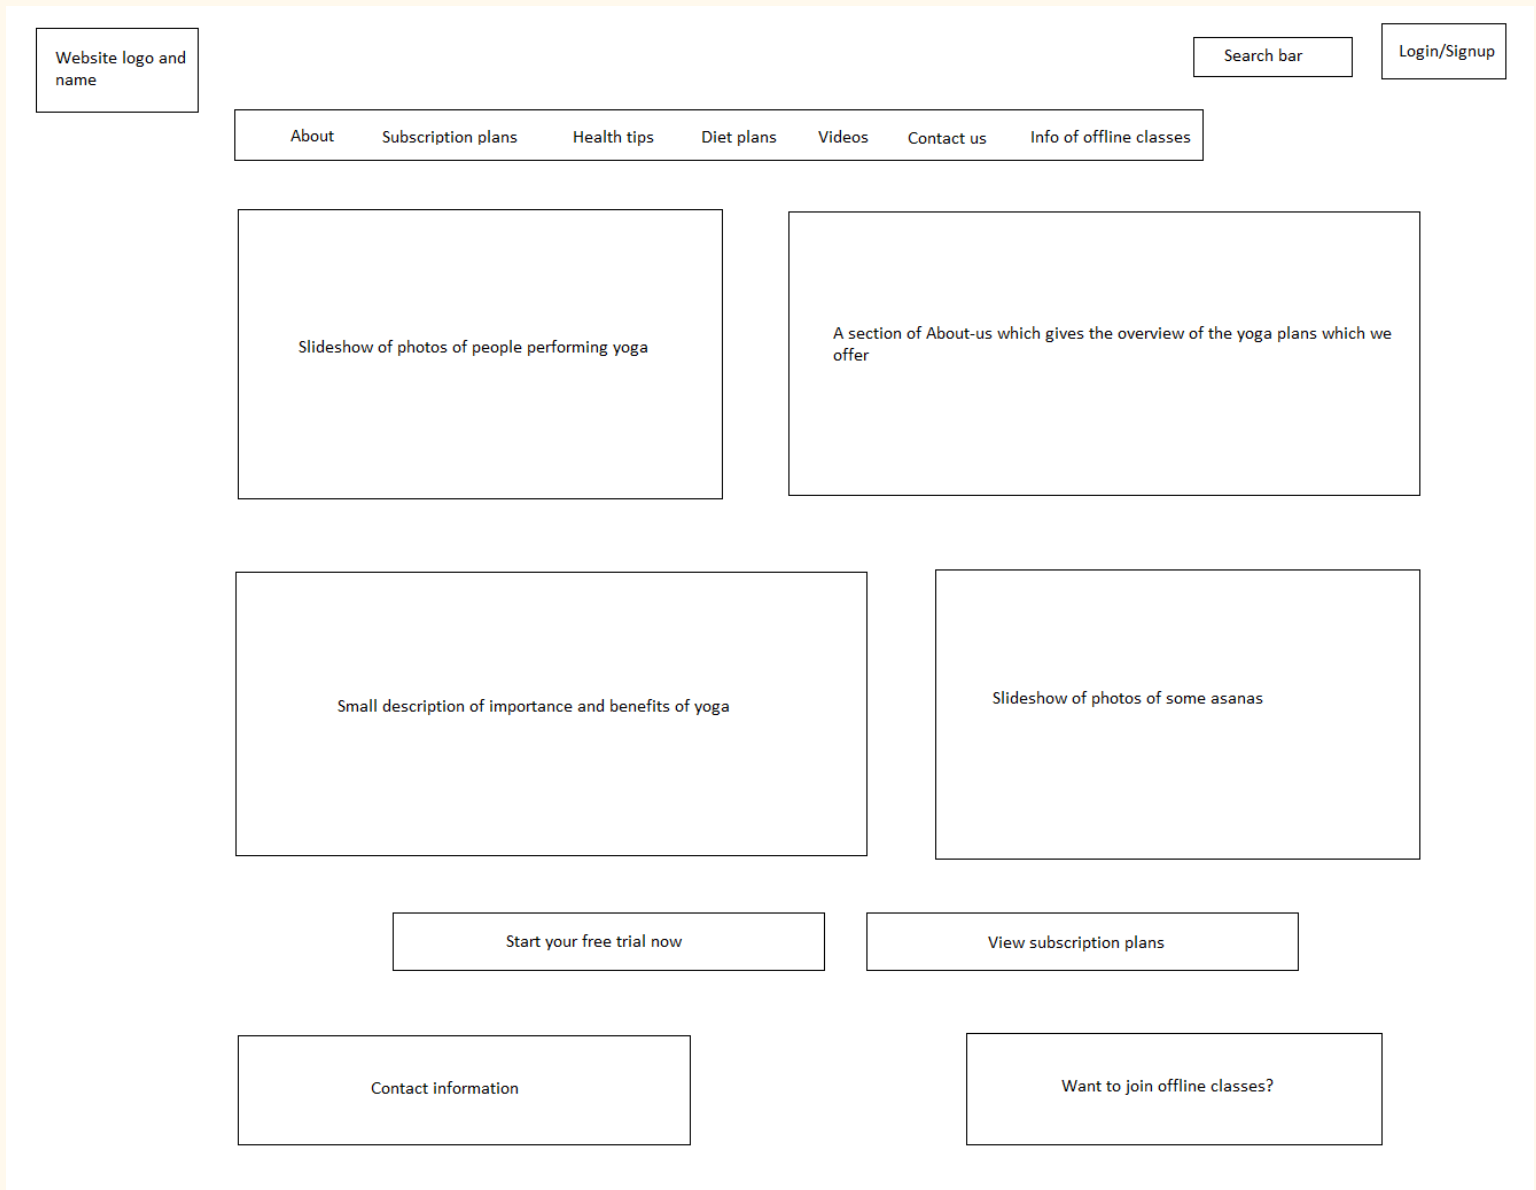 Website logo and
name
Search bar
Login/Signup
About
Subscription plans
Health tips
Diet plans
Videos
Contact us
Info of offline classes
Slideshow of photos of people performing yoga
A section of About-us which gives the overview of the yoga plans which we
offer
Small description of importance and benefits of yoga
Slideshow of photos of some asanas
Start your free trial now
View subscription plans
Contact information
Want to join offline classes?